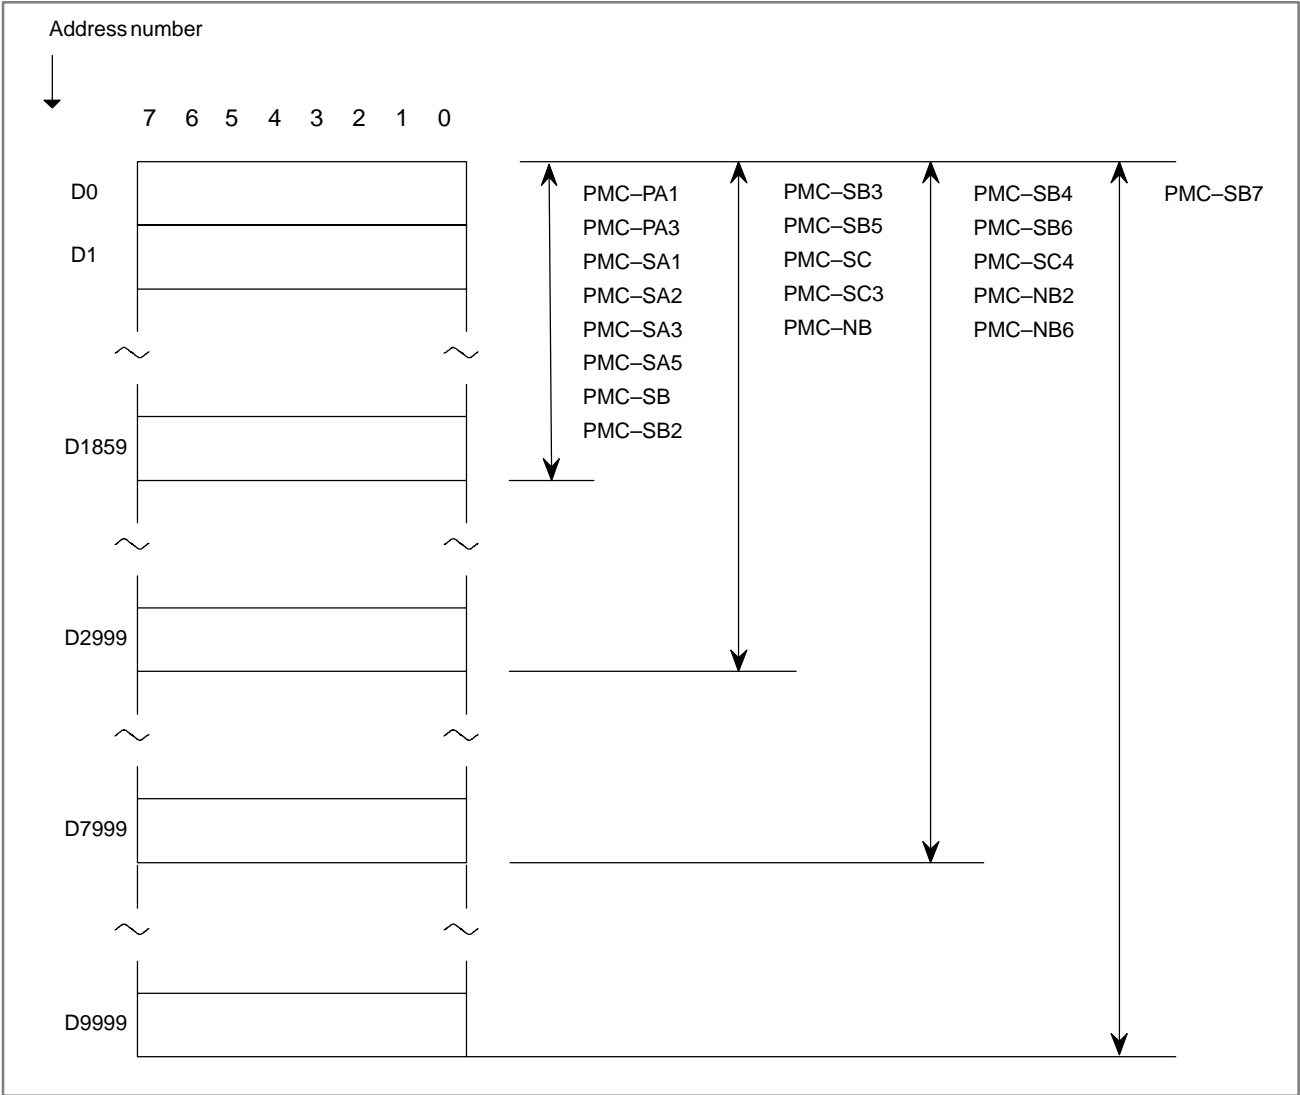 Address number
7 6 5 4 3 2 1 0
D0
D1
D1859
D2999
D7999
D9999
PMC–PA1
PMC–PA3
PMC–SA1
PMC–SA2
PMC–SA3
PMC–SA5
PMC–SB
PMC–SB2
PMC–SB3
PMC–SB5
PMC–SC
PMC–SC3
PMC–NB
PMC–SB4
PMC–SB6
PMC–SC4
PMC–NB2
PMC–NB6
PMC–SB7